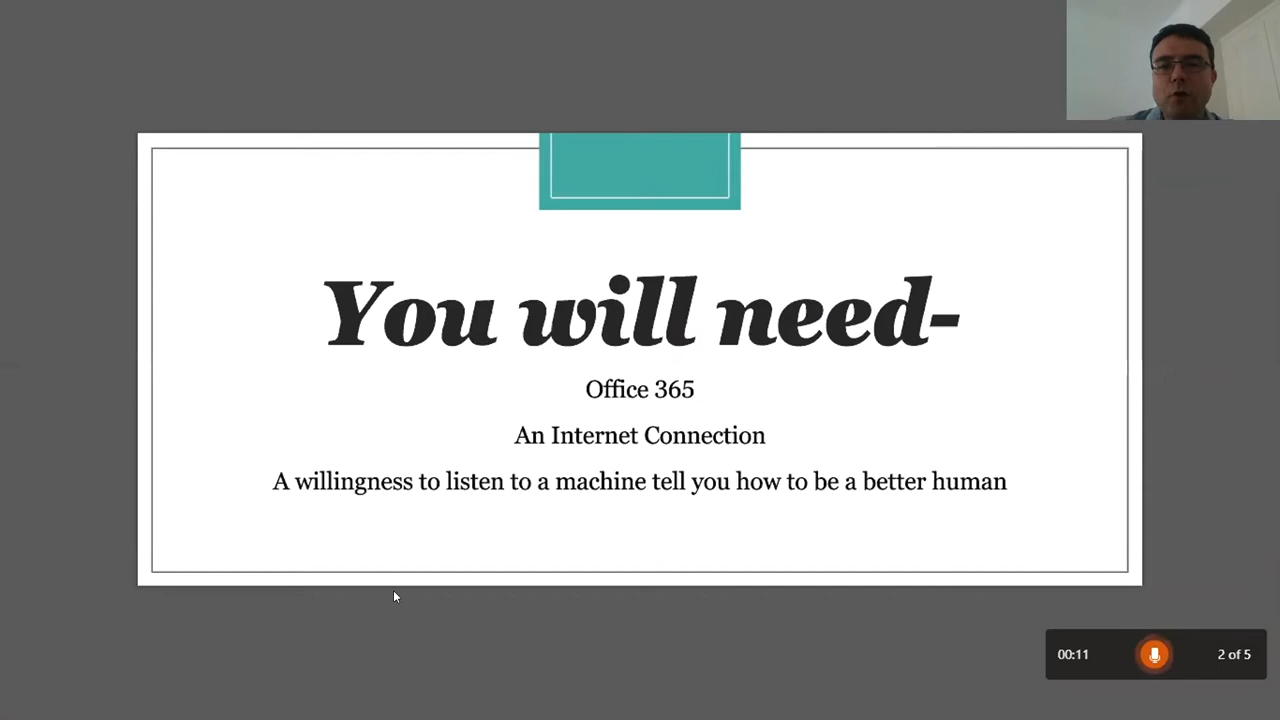 You will need-
Office 365
An Internet Connection
A willingness to listen to a machine tell you how to be a better human
00:11
2 of 5